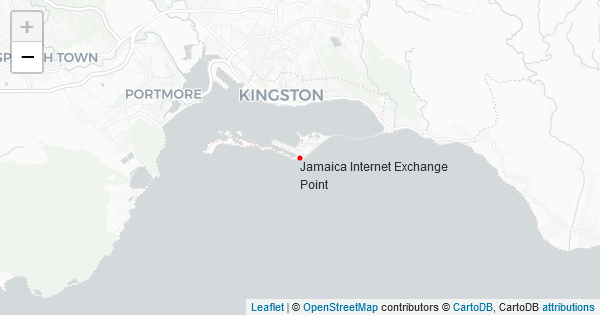 +
−
SPANISH TOWN
PORTMORE
KINGSTON
Jamaica Internet Exchange
Point
Leaflet | © OpenStreetMap contributors © CartoDB, CartoDB attributions